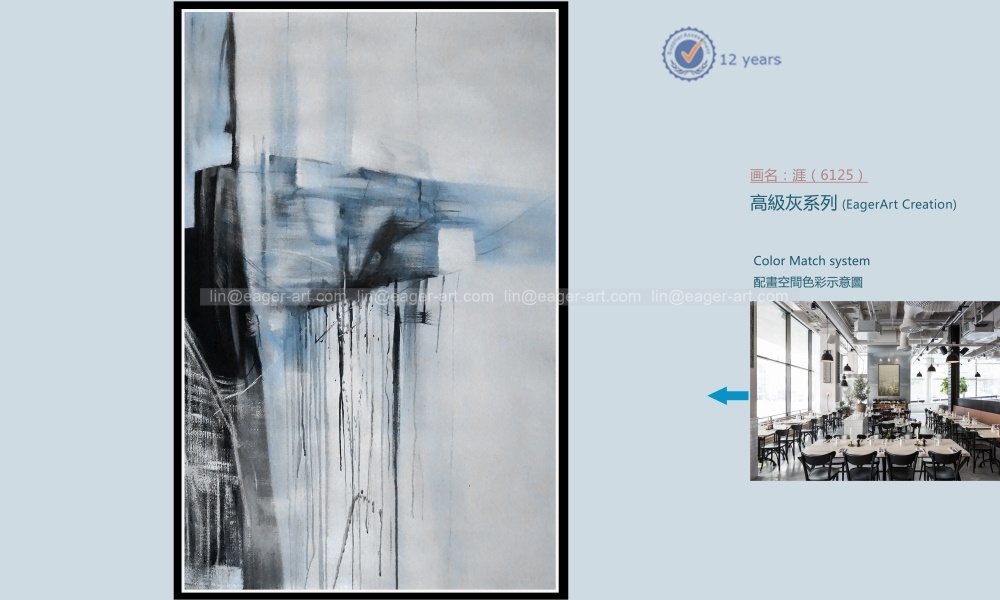 12 years
画名：涯（6125）
高級灰系列 (EagerArt Creation)
Color Match system
配畫空間色彩示意圖
lin@eager-art.com lin@eager-art.com lin@eager-art.com lin@eager-art.com